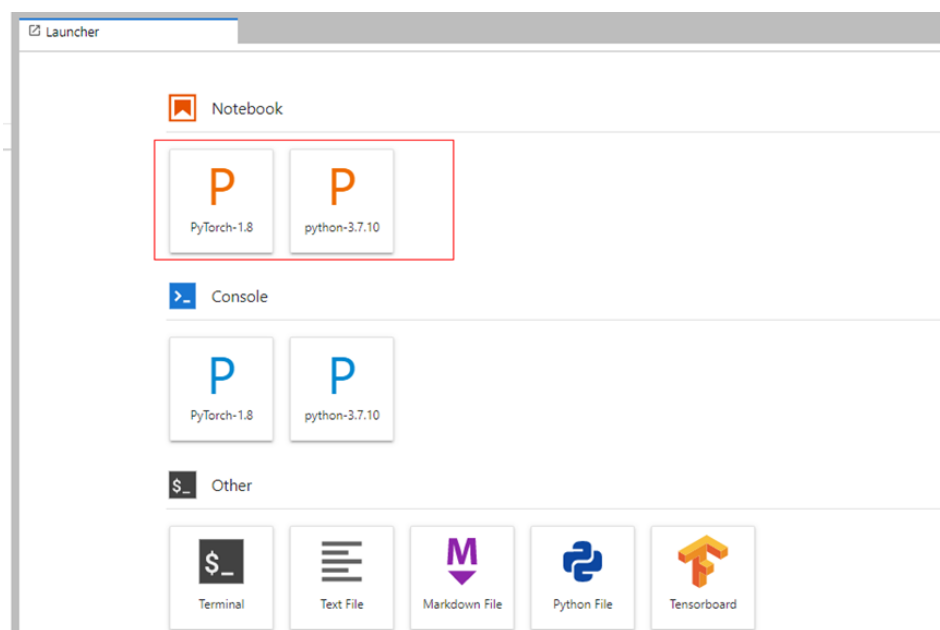 Launcher
Notebook
P P
PyTorch-1.8 python-3.7.10
Console
P P
PyTorch-1.8 python-3.7.10
$_ Other
$_ M
Terminal Text File Markdown File Python File Tensorboard